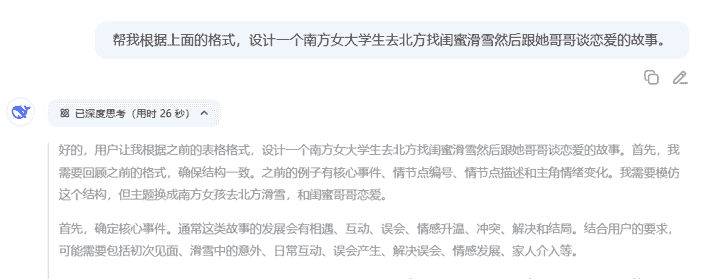 帮我根据上面的格式，设计一个南方女大学生去北方找闺蜜滑雪然后跟她哥哥谈恋爱的故事。
已深度思考（用时 26 秒）
好的，用户让我根据之前的表格格式，设计一个南方女大学生去北方找闺蜜滑雪然后跟她哥哥谈恋爱的故事。首先，我
需要回顾之前的格式，确保结构一致。之前的例子有核心事件、情节点编号、情节点描述和主角情绪变化。我需要模仿
这个结构，但主题换成南方女孩去北方滑雪，和闺蜜哥哥恋爱。
首先，确定核心事件。通常这类故事的发展会有相遇、互动、误会、情感升温、冲突、解决和结局。结合用户的要求，
可能需要包括初次见面、滑雪中的意外、日常互动、误会产生、解决误会、情感发展、家人介入等。